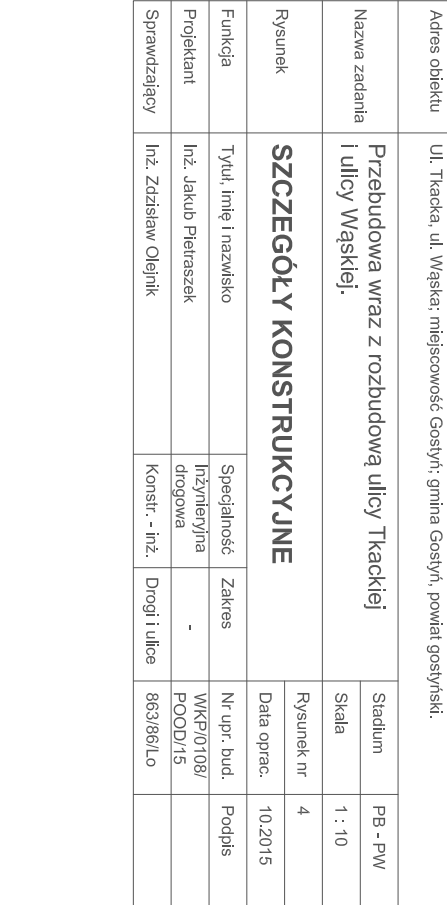 Adres obiektu Ul. Tkacka, ul. Wąska; miejscowość Gostyń; gmina Gostyń, powiat gostyński.
Nazwa zadania
Przebudowa wraz z rozbudową ulicy Tkackiej
i ulicy Wąskiej.
Stadium PB - PW
Skala 1 : 10
Rysunek SZCZEGÓŁY KONSTRUKCYJNE
Rysunek nr 4
Data oprac. 10.2015
Funkcja Tytuł, imię i nazwisko Specjalność Zakres Nr upr. bud. Podpis
Projektant Inż. Jakub Pietraszek
Inżynieryjna
drogowa
-
WKP/0108/
POOD/15
Sprawdzający Inż. Zdzisław Olejnik Konstr. - inż. Drogi i ulice 863/86/Lo